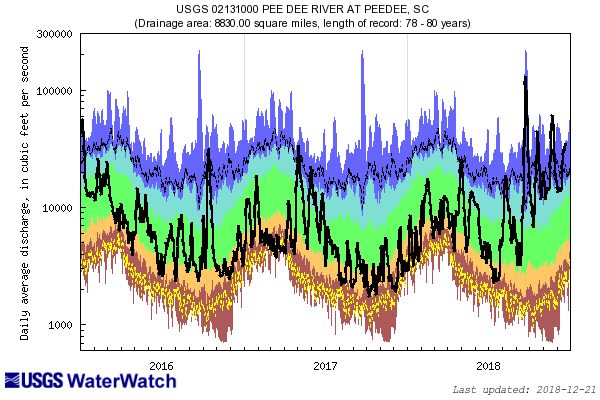 USGS 02131000 PEE DEE RIVER AT PEEDEE, SC
(Drainage area: 8830.00 square miles, length of record: 78 - 80 years)
Daily average discharge, in cubic feet per second
300000
100000
10000
1000
2016
2017
2018
USGS WaterWatch
Last updated: 2018-12-21